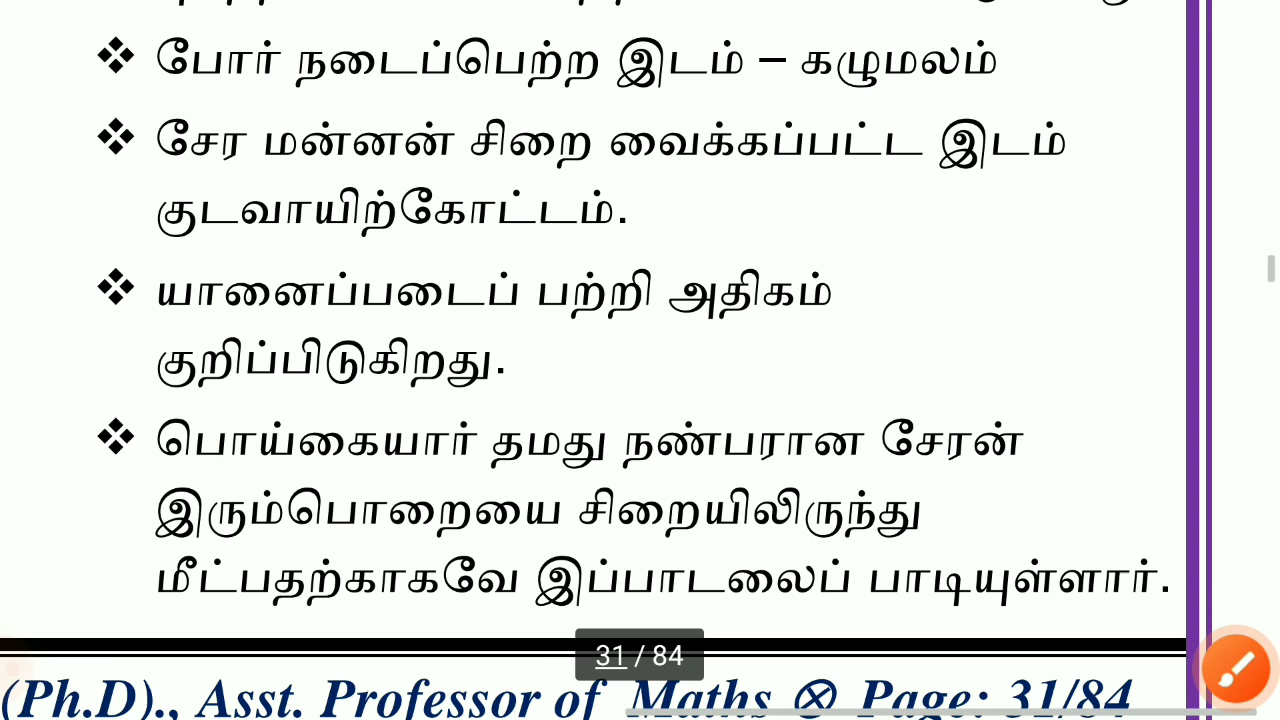 ❖ போர் நடைப்பெற்ற இடம் – கழுமலம்
❖ சேர மன்னன் சிறை வைக்கப்பட்ட இடம்
குடவாயிற்கோட்டம்.
❖ யானைப்படைப் பற்றி அதிகம்
குறிப்பிடுகிறது.
❖ பொய்கையார் தமது நண்பரான சேரன்
இரும்பொறையை சிறையிலிருந்து
மீட்பதற்காகவே இப்பாடலைப் பாடியுள்ளார்.
31 / 84
(Ph.D)., Asst. Professor of Maths ⊗ Page: 31/84